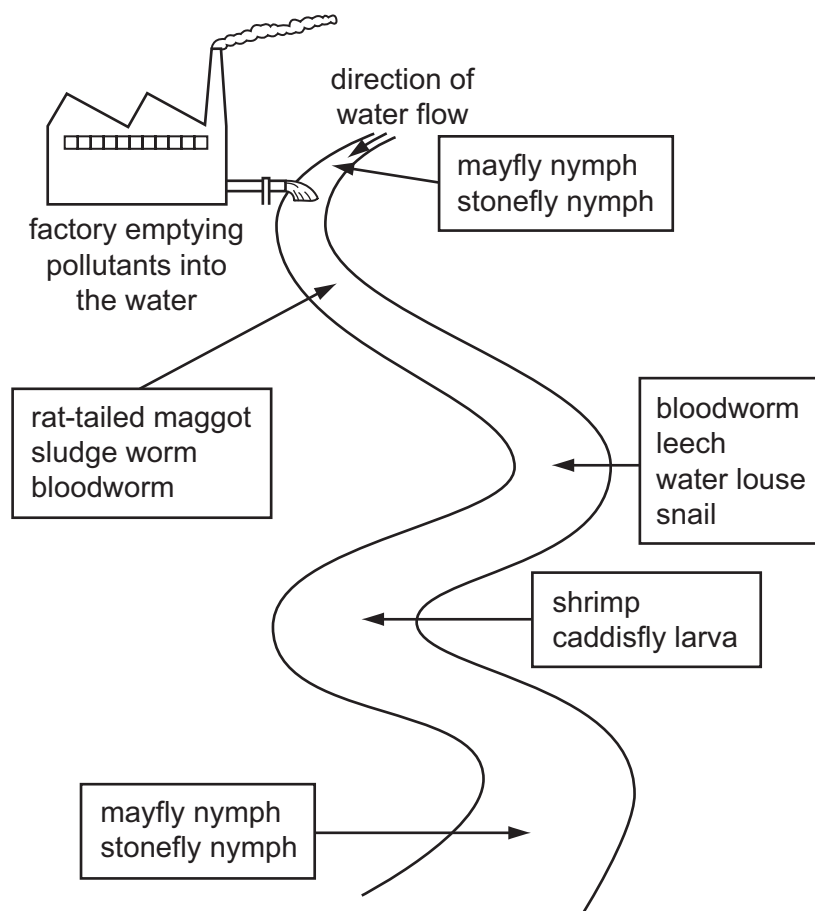 direction of
water flow
mayfly nymph
stonefly nymph
factory emptying
pollutants into
the water
rat-tailed maggot
sludge worm
bloodworm
bloodworm
leech
water louse
snail
shrimp
caddisfly larva
mayfly nymph
stonefly nymph